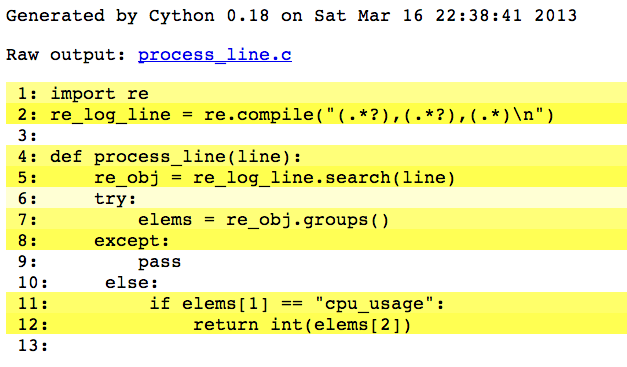 Generated by Cython 0.18 on Sat Mar 16 22:38:41 2013
Raw output: process_line.c
 1: import re
 2: re_log_line = re.compile("(.*?),(.*?),(.*)\n")
 3:
 4: def process_line(line):
 5:     re_obj = re_log_line.search(line)
 6:     try:
 7:         elems = re_obj.groups()
 8:     except:
 9:         pass
10:     else:
11:         if elems[1] == "cpu_usage":
12:             return int(elems[2])
13: